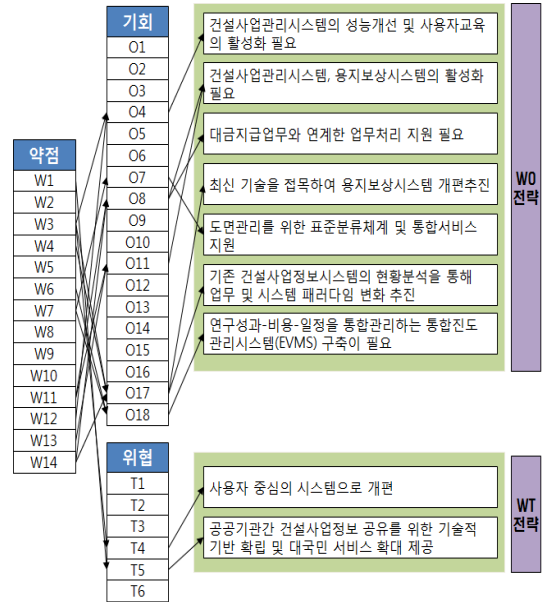 기회
O1
O2
O3
O4
O5
O6
O7
O8
O9
O10
O11
O12
O13
O14
O15
O16
O17
O18
약점
W1
W2
W3
W4
W5
W6
W7
W8
W9
W10
W11
W12
W13
W14
건설사업관리시스템의 성능개선 및 사용자교육
의 활성화 필요
건설사업관리시스템, 용지보상시스템의 활성화
필요
대금지급업무와 연계한 업무처리 지원 필요
최신 기술을 접목하여 용지보상시스템 개편추진
도면관리를 위한 표준분류체계 및 통합서비스
지원
기존 건설사업정보시스템의 현황분석을 통해
업무 및 시스템 패러다임 변화 추진
연구성과-비용-일정을 통합관리하는 통합진도
관리시스템(EVMS) 구축이 필요
WO
전략
위협
T1
T2
T3
T4
T5
T6
사용자 중심의 시스템으로 개편
공공기관간 건설사업정보 공유를 위한 기술적
기반 확립 및 대국민 서비스 확대 제공
WT
전략